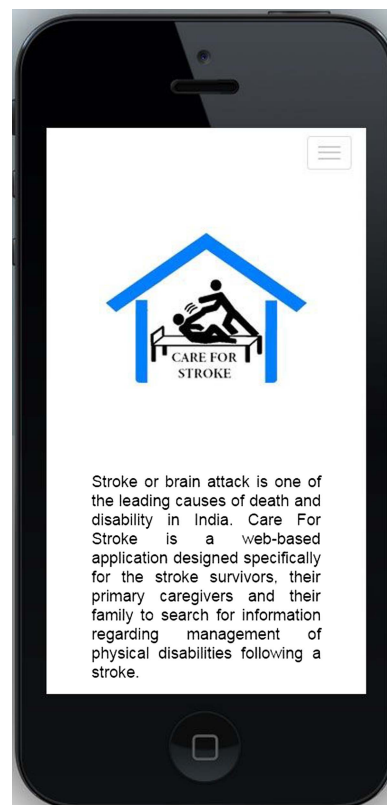 CARE FOR
STROKE
Stroke or brain attack is one of
the leading causes of death and
disability in India. Care For
Stroke is a web-based
application designed specifically
for the stroke survivors, their
primary caregivers and their
family to search for information
regarding management of
physical disabilities following a
stroke.